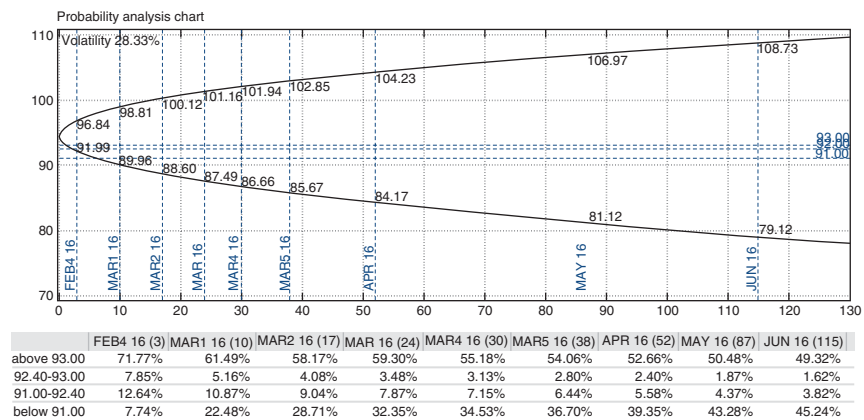 Probability analysis chart
110
Volatility 28.33%
108.73
106.97
104.23
102.85
101.94
101.16
100.12
100
98.81
96.84
93.00
92.00
91.99
91.00
90
89.96
88.60
87.49
86.66
85.67
84.17
81.12
80
79.12
70
FEB4 16
MAR1 16
MAR2 16
MAR 16
MAR4 16
MAR5 16
APR 16
MAY 16
JUN 16
0 10 20 30 40 50 60 70 80 90 100 110 120 130
FEB4 16 (3) MAR1 16 (10) MAR2 16 (17) MAR 16 (24) MAR4 16 (30) MAR5 16 (38) APR 16 (52) MAY 16 (87) JUN 16 (115)
above 93.00 71.77% 61.49% 58.17% 59.30% 55.18% 54.06% 52.66% 50.48% 49.32%
92.40-93.00 7.85% 5.16% 4.08% 3.48% 3.13% 2.80% 2.40% 1.87% 1.62%
91.00-92.40 12.64% 10.87% 9.04% 7.87% 7.15% 6.44% 5.58% 4.37% 3.82%
below 91.00 7.74% 22.48% 28.71% 32.35% 34.53% 36.70% 39.35% 43.28% 45.24%